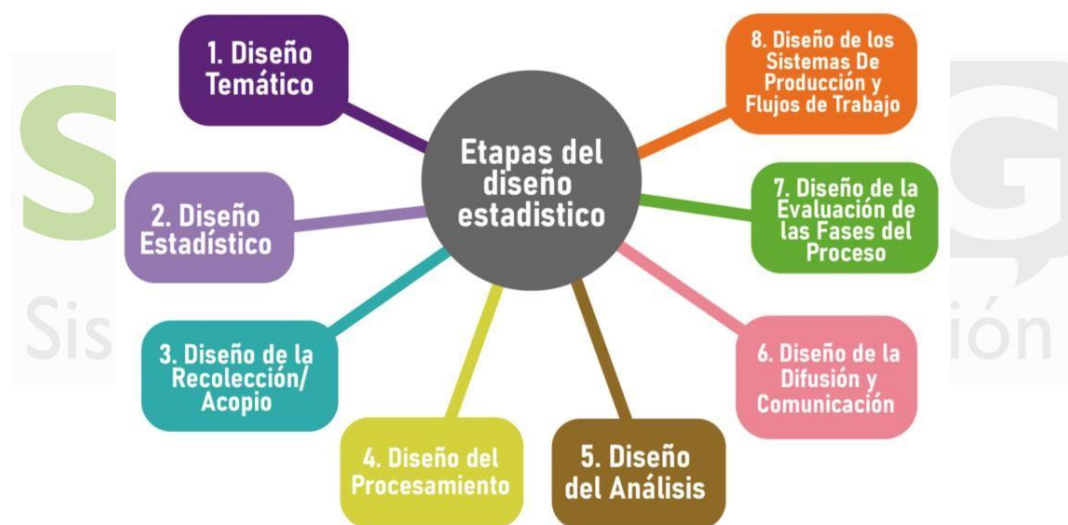 Etapas del
diseño
estadistico
1. Diseño
Temático
2. Diseño
Estadístico
3. Diseño de la
Recolección/
Acopio
4. Diseño del
Procesamiento
5. Diseño
del Análisis
6. Diseño de la
Difusión y
Comunicación
7. Diseño de la
Evaluación de
las Fases del
Proceso
8. Diseño de los
Sistemas De
Producción y
Flujos de Trabajo